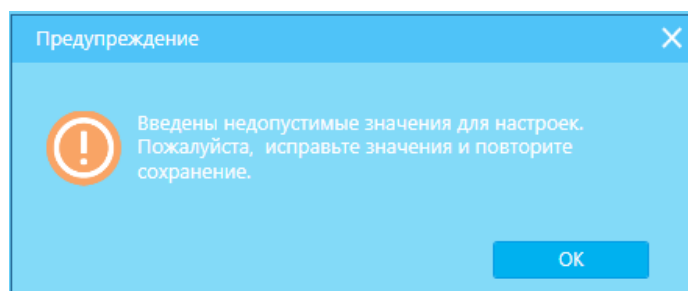 Предупреждение
Введены недопустимые значения для настроек.
Пожалуйста,  исправьте значения и повторите
сохранение.
OK